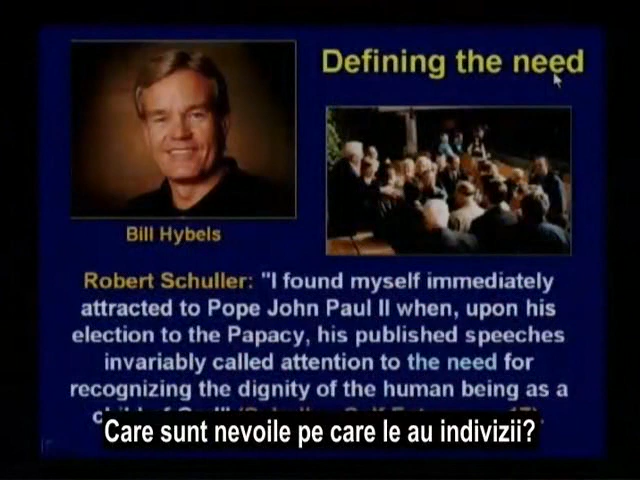 Defining the need
Bill Hybels
Robert Schuller: "I found myself immediately
attracted to Pope John Paul II when, upon his
election to the Papacy, his published speeches
invariably called attention to the need for
recognizing the dignity of the human being as a
Care sunt nevoile pe care le au indivizii?